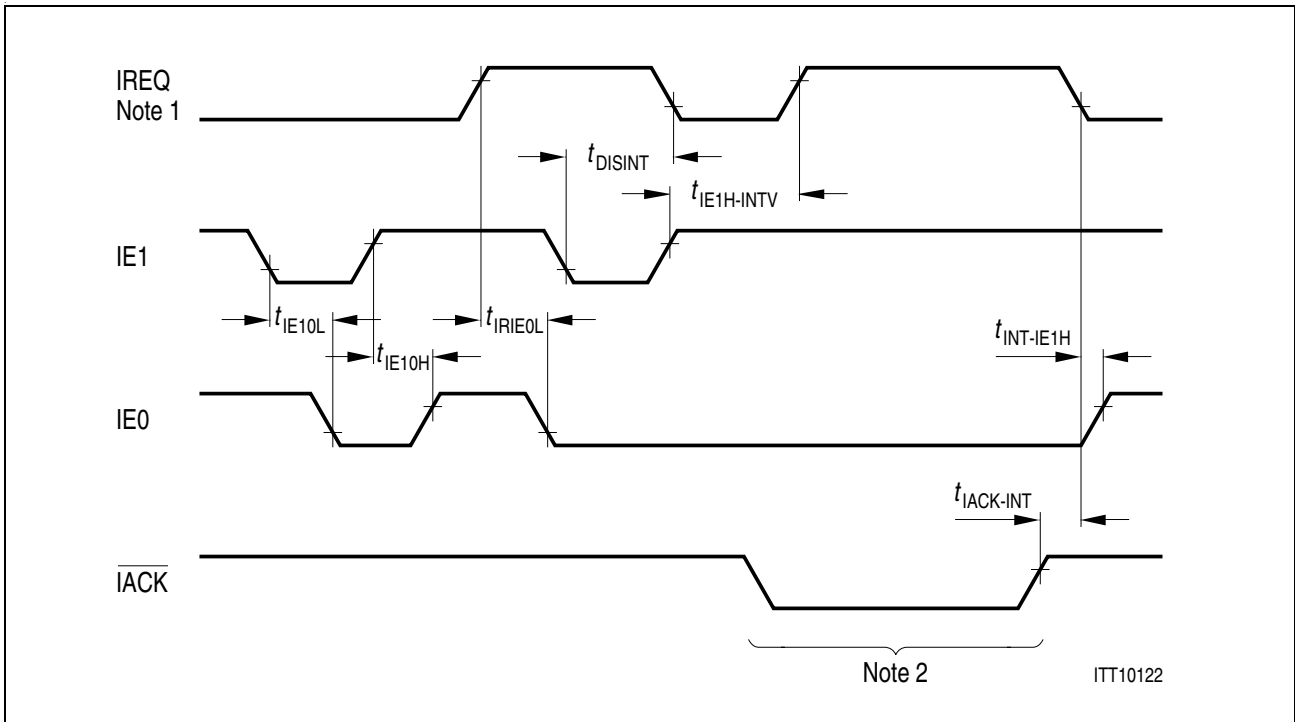 IREQ
Note 1
tDISINT
tIE1H-INTV
IE1
tIE10L
tIRIE0L
tIE10H
tINT-IE1H
IE0
tIACK-INT
IACK
Note 2
ITT10122